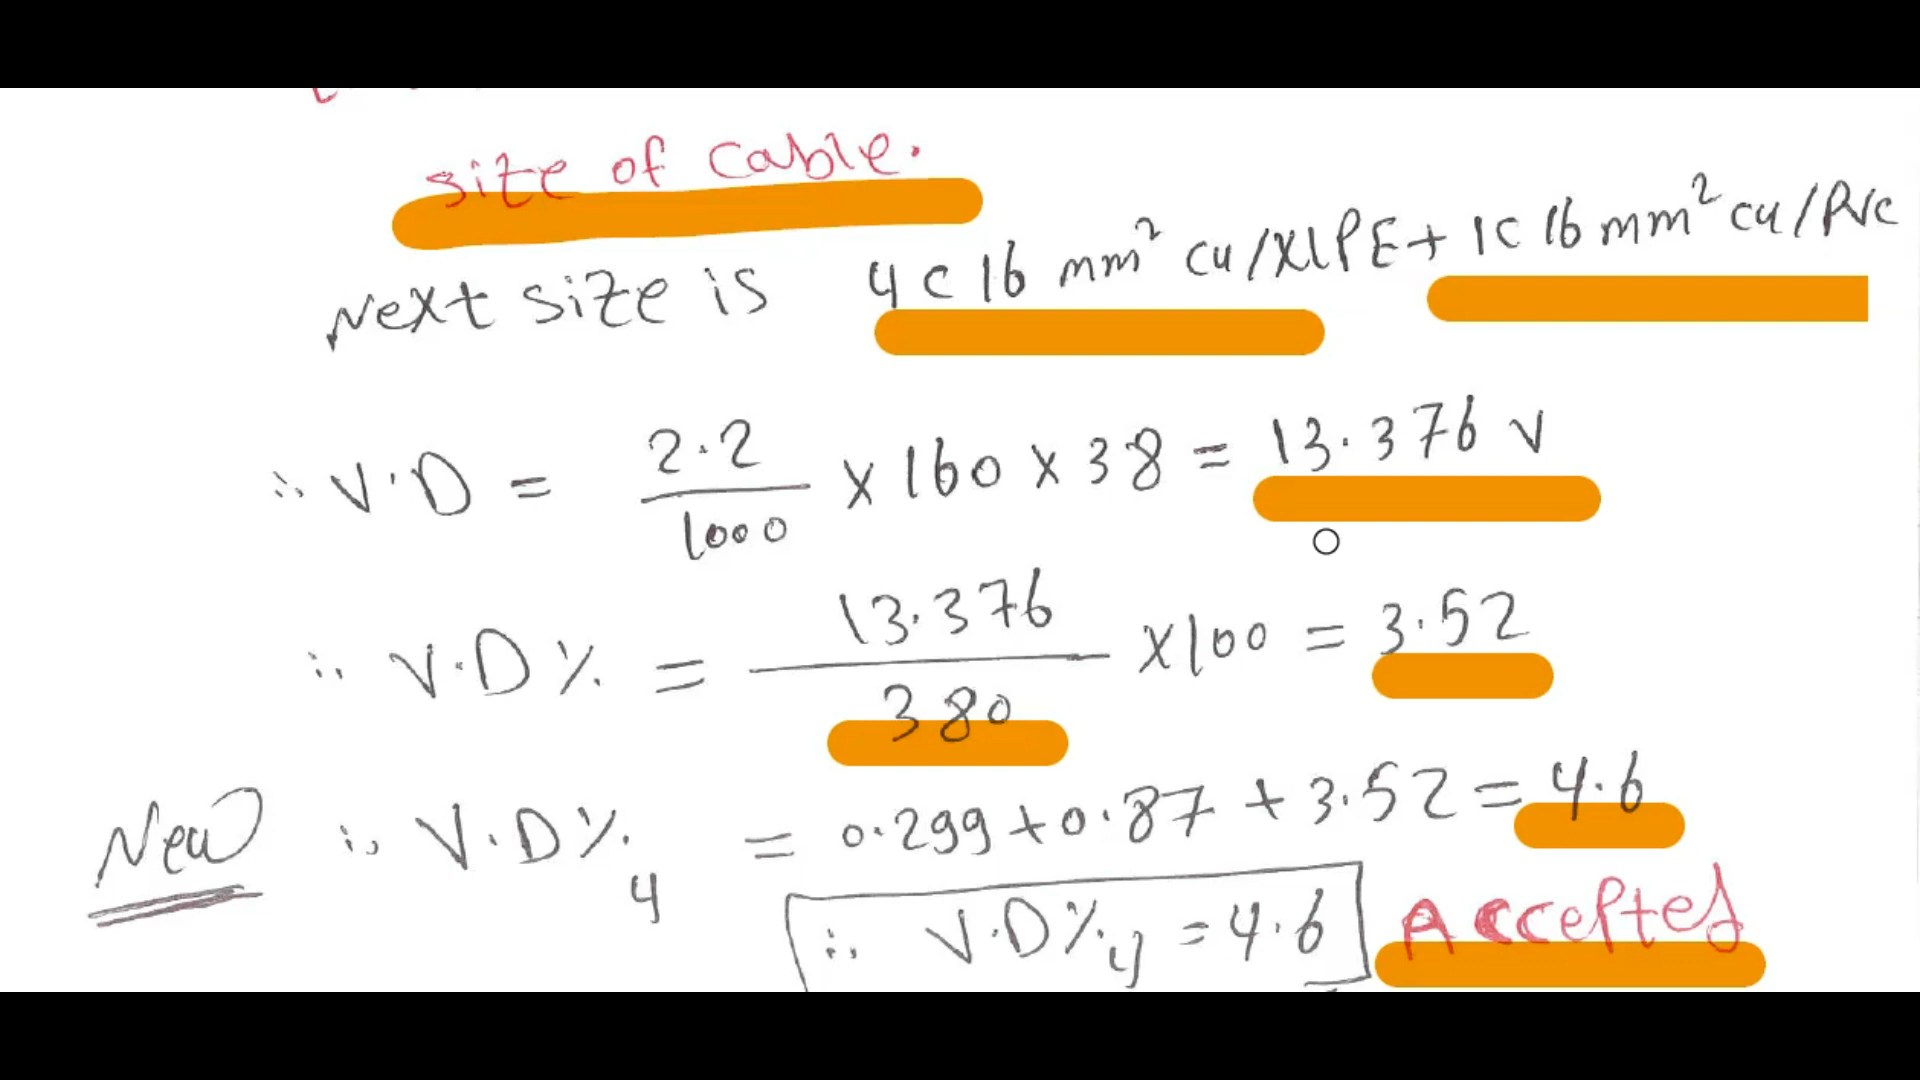 size of cable.
Next size is 4C 16 mm² cu/XLPE + 1C 16 mm² cu/PVC
∴ V.D = 2.2/1000 x 160 x 38 = 13.376 V
∴ V.D % = 13.376/380 x 100 = 3.52
New ∴ V.D%4 = 0.299 + 0.87 + 3.52 = 4.6
∴ V.D%4 = 4.6 Accepted